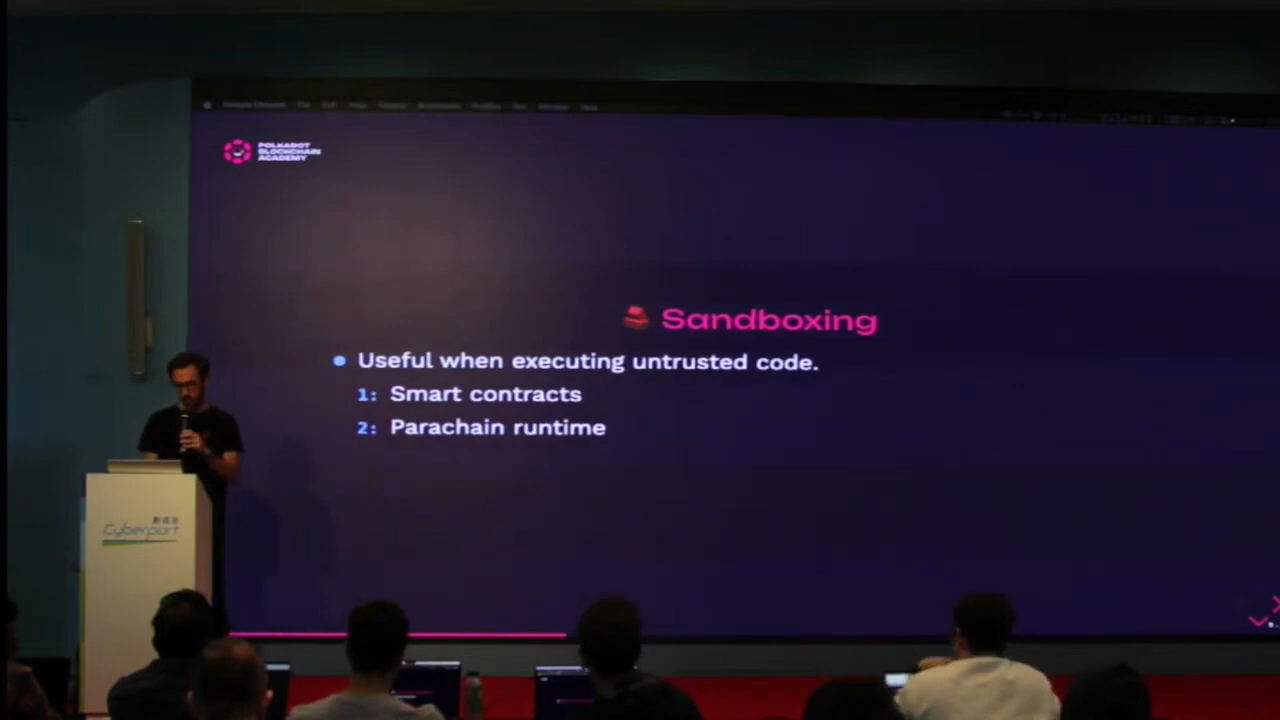 POLKADOT
BLOCKCHAIN
ACADEMY
Sandboxing
Useful when executing untrusted code.
1: Smart contracts
2: Parachain runtime
Cyberport